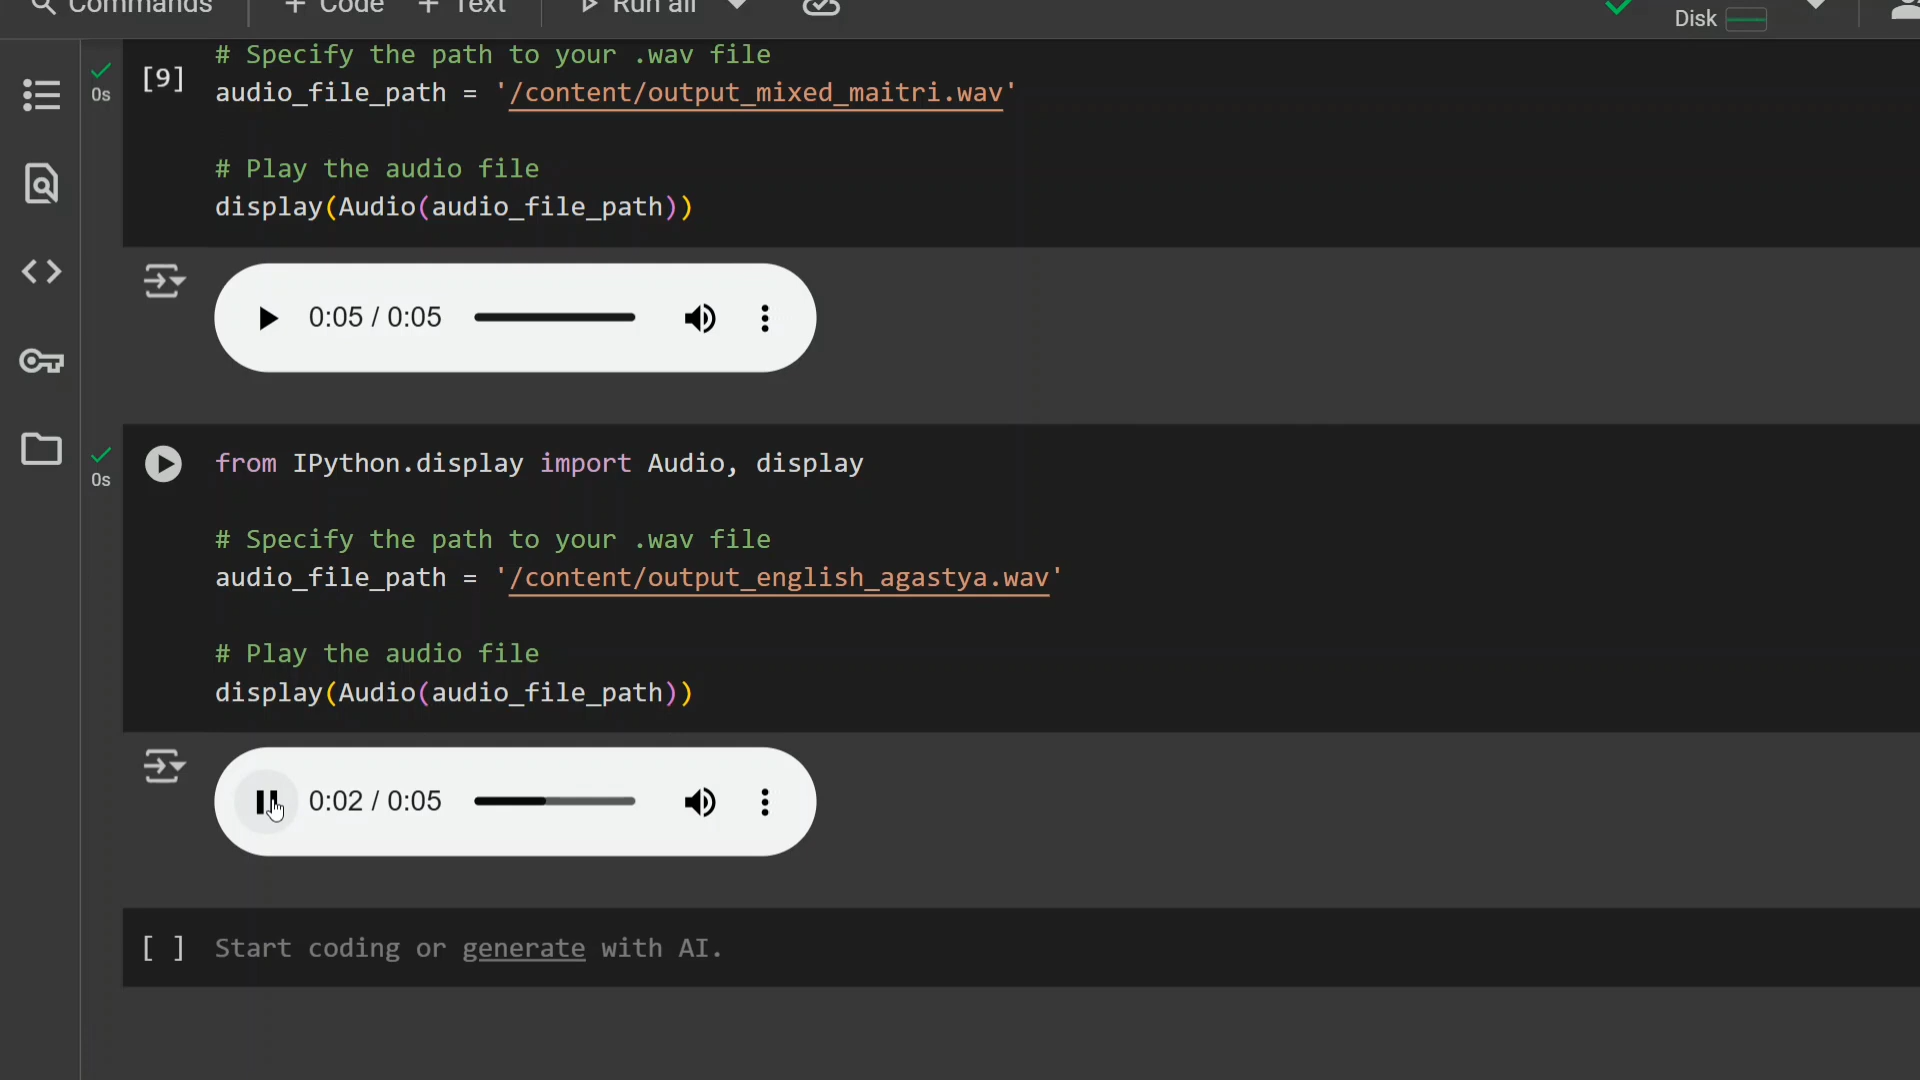 Commands + Code + Text Run all
Disk
# Specify the path to your .wav file
[9]
0s
audio_file_path = '/content/output_mixed_maitri.wav'
# Play the audio file
display(Audio(audio_file_path))
0:05 / 0:05
from IPython.display import Audio, display
0s
# Specify the path to your .wav file
audio_file_path = '/content/output_english_agastya.wav'
# Play the audio file
display(Audio(audio_file_path))
0:02 / 0:05
[ ] Start coding or generate with AI.